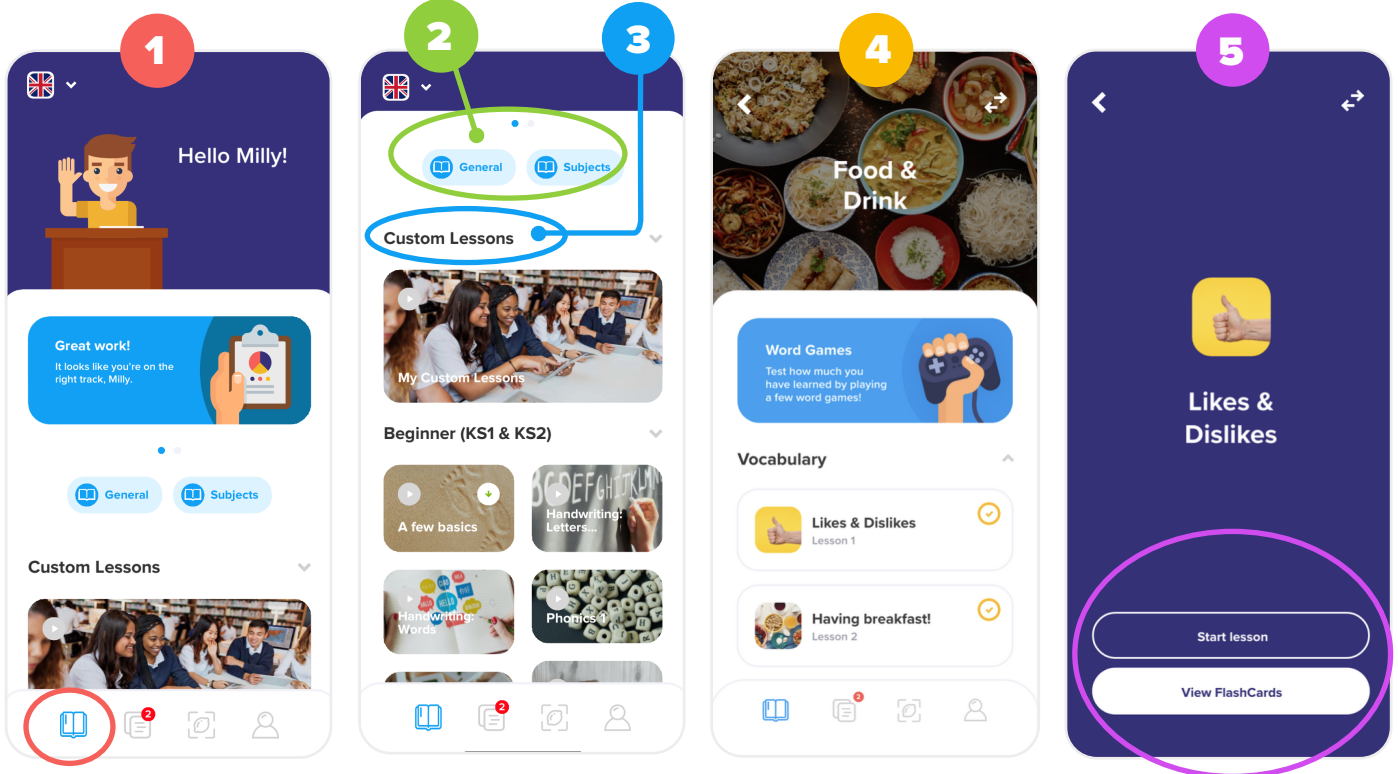 1
Hello Milly!
Great work!
It looks like you're on the
right track, Milly.
General
Subjects
Custom Lessons
2
2
General
Subjects
3
Custom Lessons
My Custom Lessons
Beginner (KS1 & KS2)
A few basics
BCDEFGHIJKLMN
Handwriting:
Letters...
Handwriting:
Words
HELLO
Phonics 1
2
4
Food &
Drink
Word Games
Test how much you
have learned by playing
a few word games!
Vocabulary
Likes & Dislikes
Lesson 1
Having breakfast!
Lesson 2
2
5
Likes &
Dislikes
Start lesson
View FlashCards